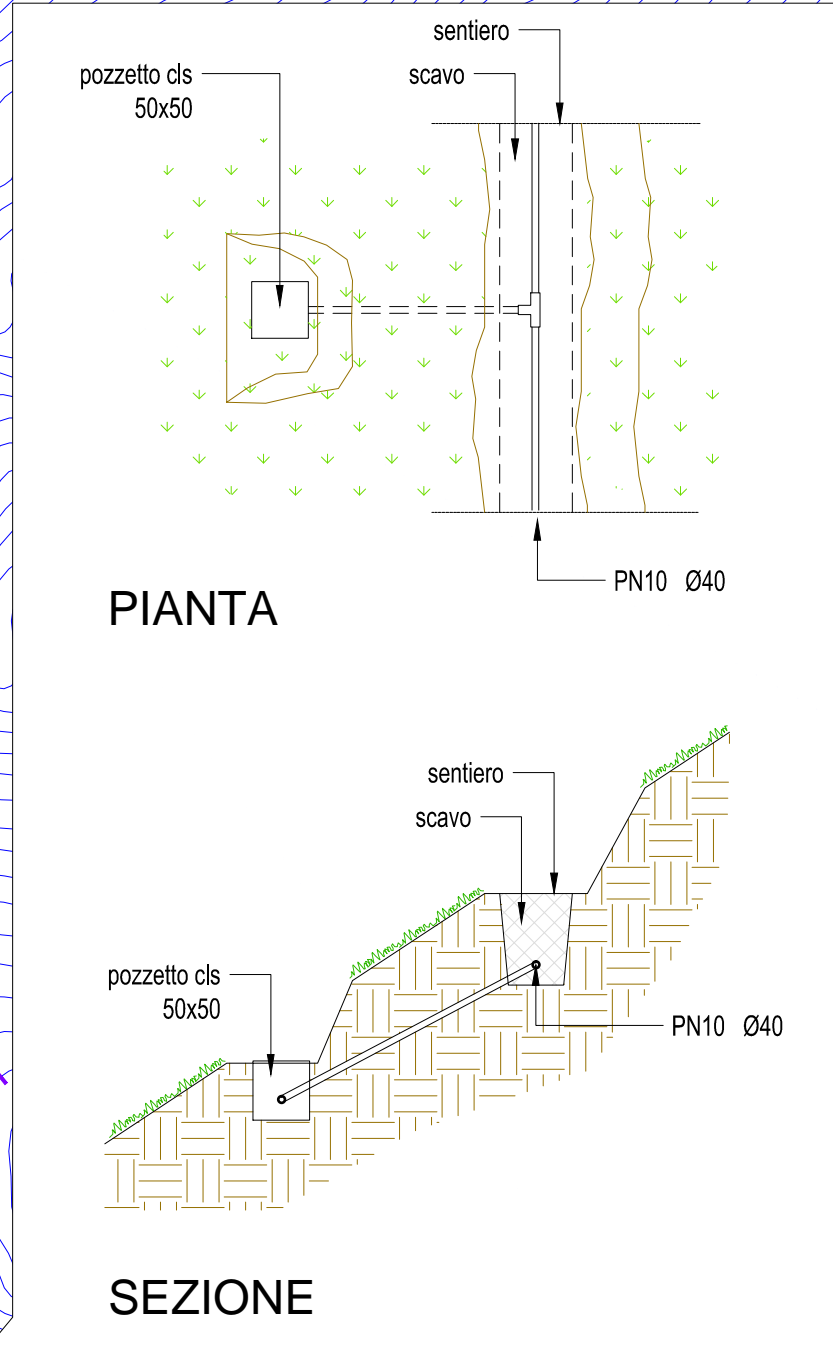 sentiero
pozzetto cls
50x50
scavo
PN10 Ø40
PIANTA
sentiero
scavo
pozzetto cls
50x50
PN10 Ø40
SEZIONE